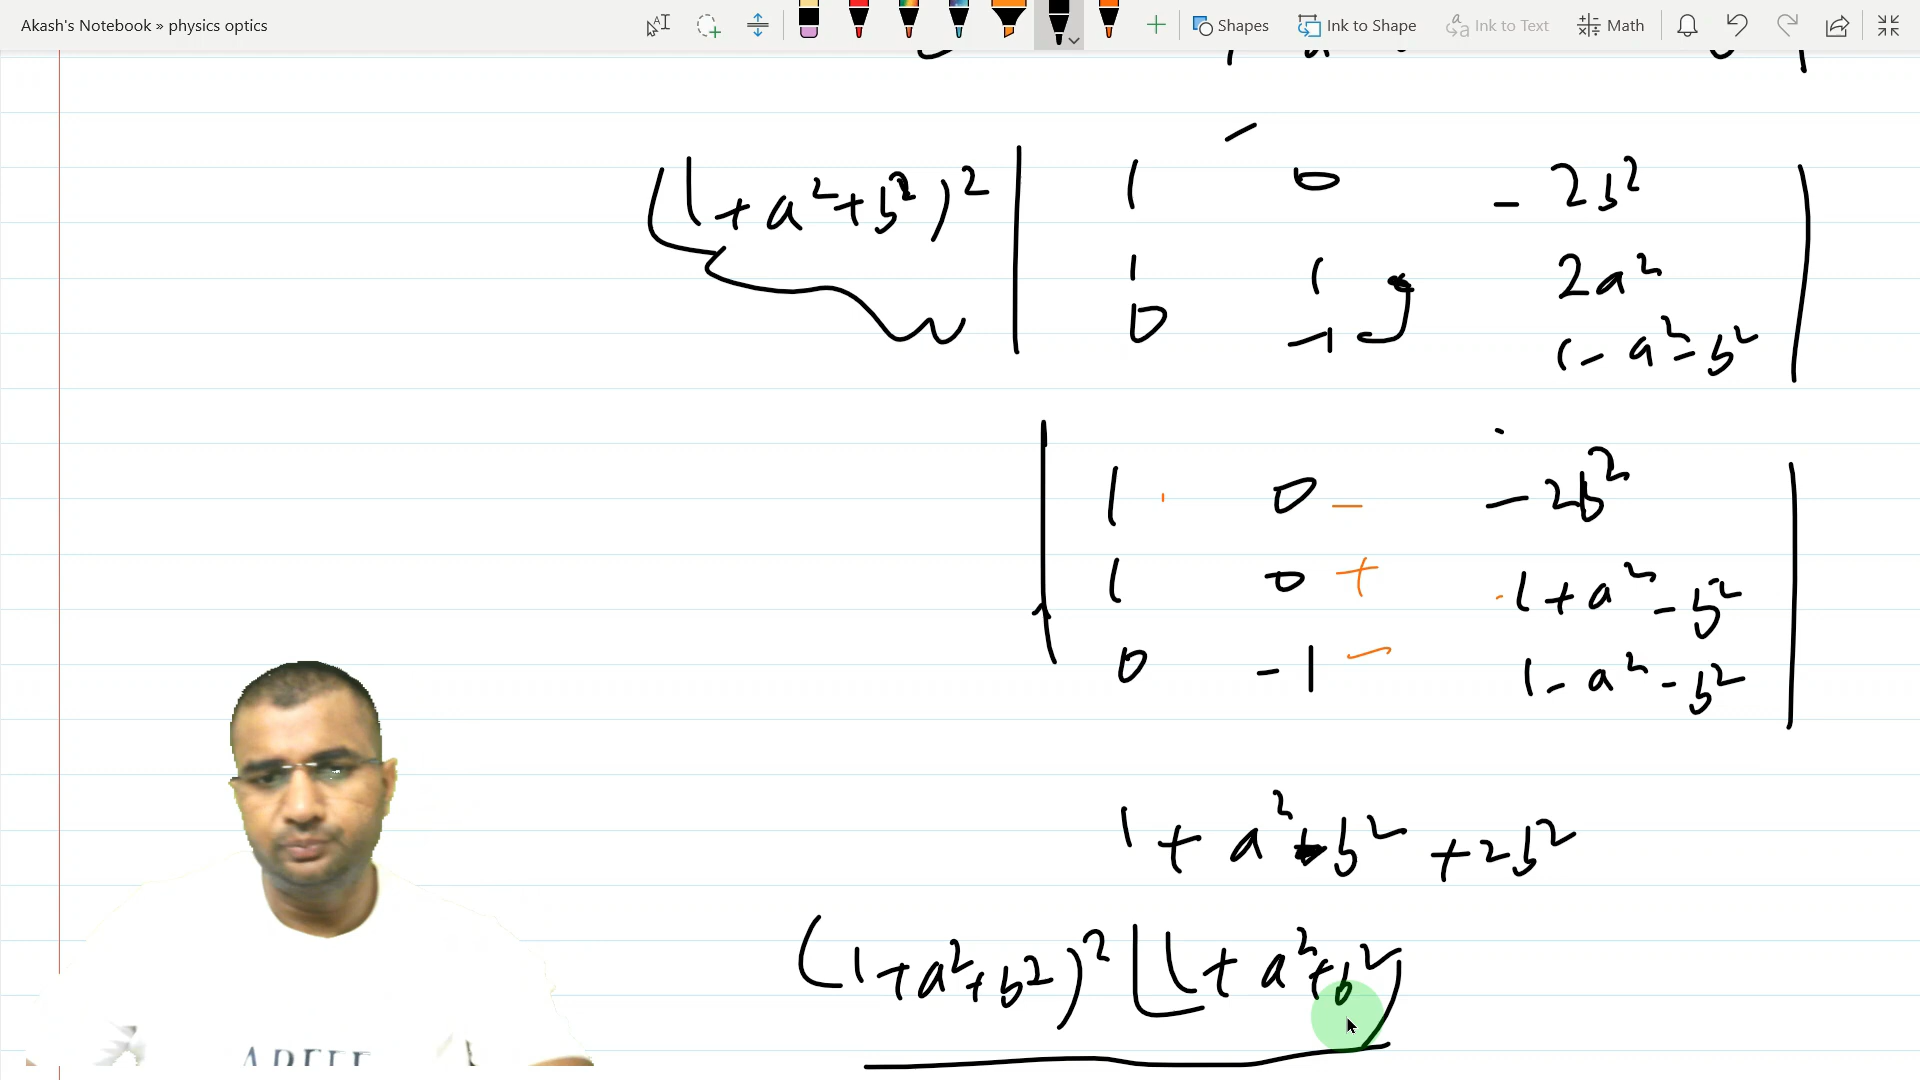 Akash's Notebook » physics optics
Shapes
Ink to Shape
Ink to Text
Math
(1+a²+b²)² | 1 0 -2b² |
1 1 2a²
0 -1 1-a²-b²
| 1 0 - -2b² |
1 0 + 1+a²-b²
0 -1 - 1-a²-b²
1+a²-b²+2b²
(1+a²+b²)² (1+a²+b²)